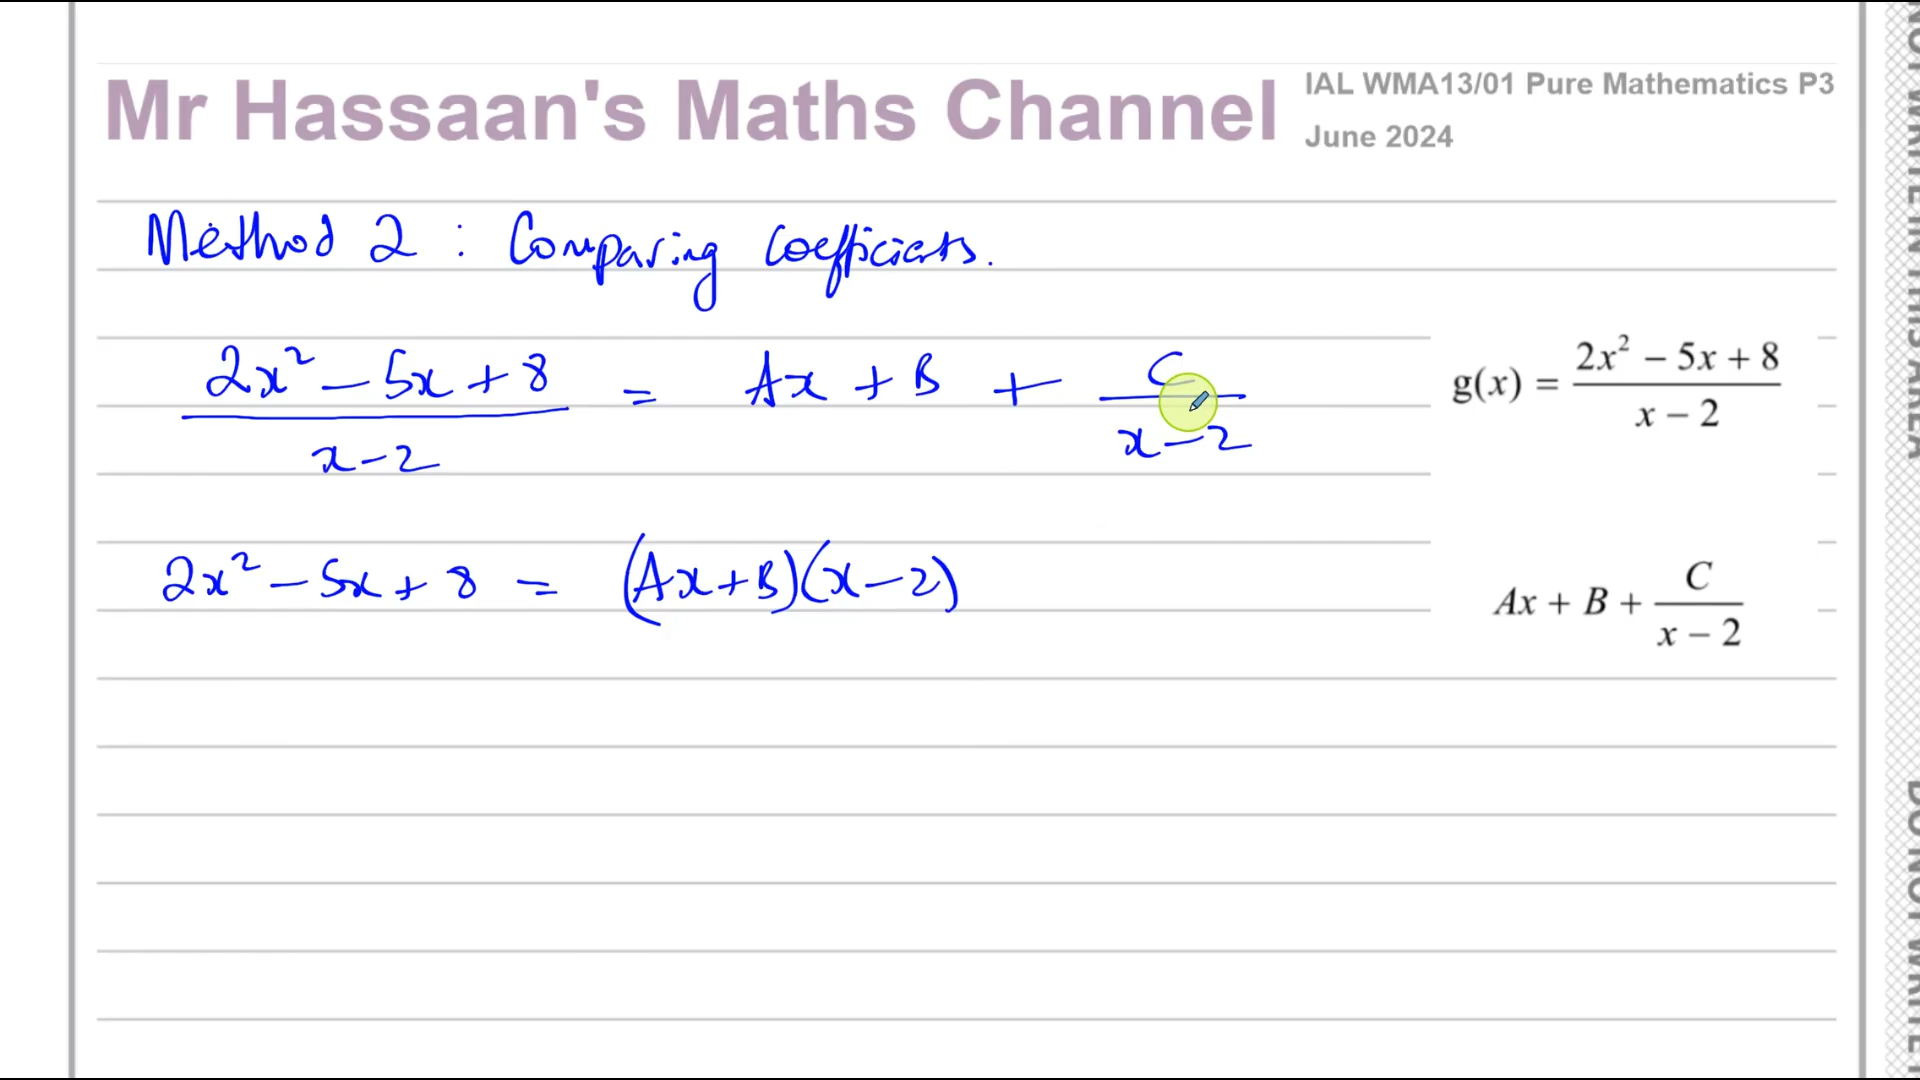 Mr Hassaan's Maths Channel
IAL WMA13/01 Pure Mathematics P3
June 2024
Method 2 : Comparing Coefficients.
2x² - 5x + 8 / x - 2 = Ax + B + C / x - 2
g(x) = 2x² - 5x + 8 / x - 2
2x² - 5x + 8 = (Ax+B)(x-2)
Ax + B + C / x - 2